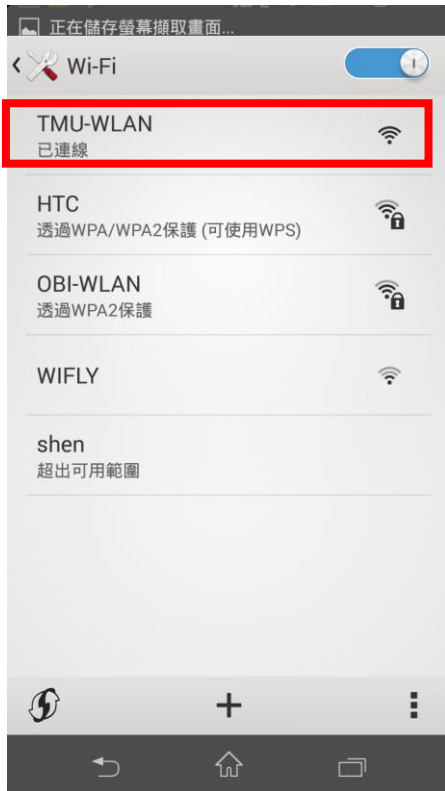 正在儲存螢幕擷取畫面...
Wi-Fi
TMU-WLAN
已連線
HTC
透過WPA/WPA2保護 (可使用WPS)
OBI-WLAN
透過WPA2保護
WIFLY
shen
超出可用範圍